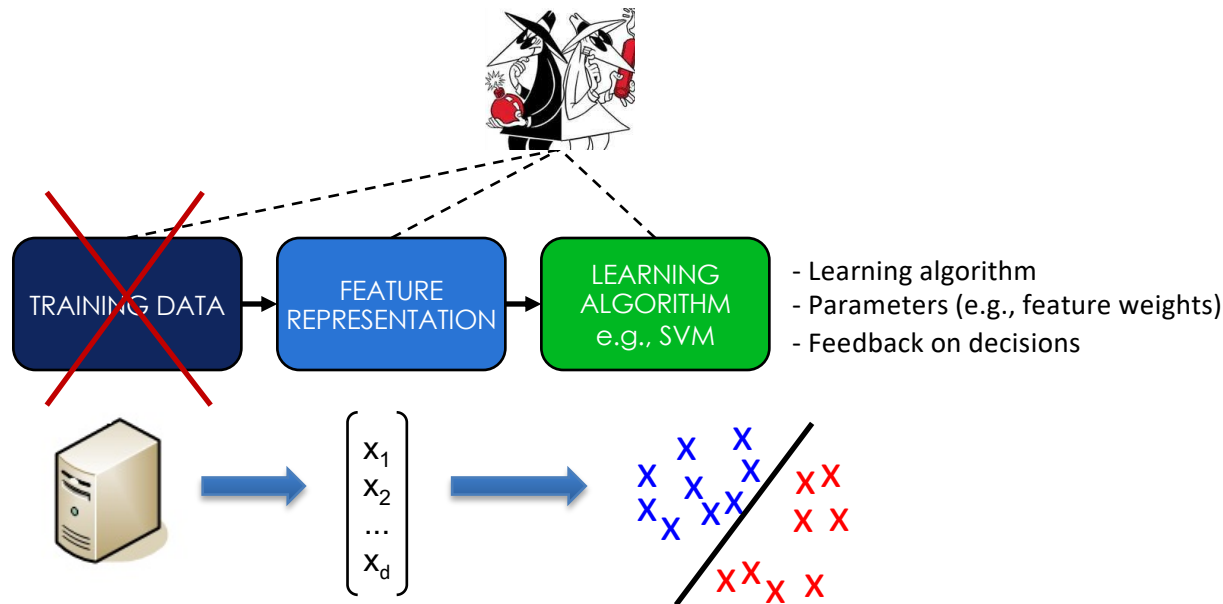 TRAINING DATA
FEATURE
REPRESENTATION
LEARNING
ALGORITHM
e.g., SVM
- Learning algorithm
- Parameters (e.g., feature weights)
- Feedback on decisions
x1
x2
...
xd
x x x x x x x x x x x
x x x x
x x x x